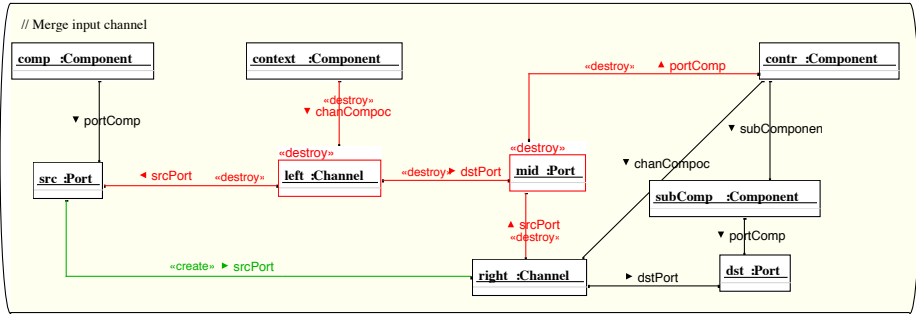 // Merge input channel
comp :Component
context :Component
contr :Component
«destroy» ▲ portComp
«destroy»
▼ chanCompoc
▼ portComp
▼ subComponen
«destroy»
«destroy»
▼ chanCompoc
src :Port
◄ srcPort «destroy»
left :Channel
«destroy» ► dstPort
mid :Port
subComp :Component
▲ srcPort
«destroy»
▼ portComp
«create» ► srcPort
right :Channel
► dstPort
dst :Port